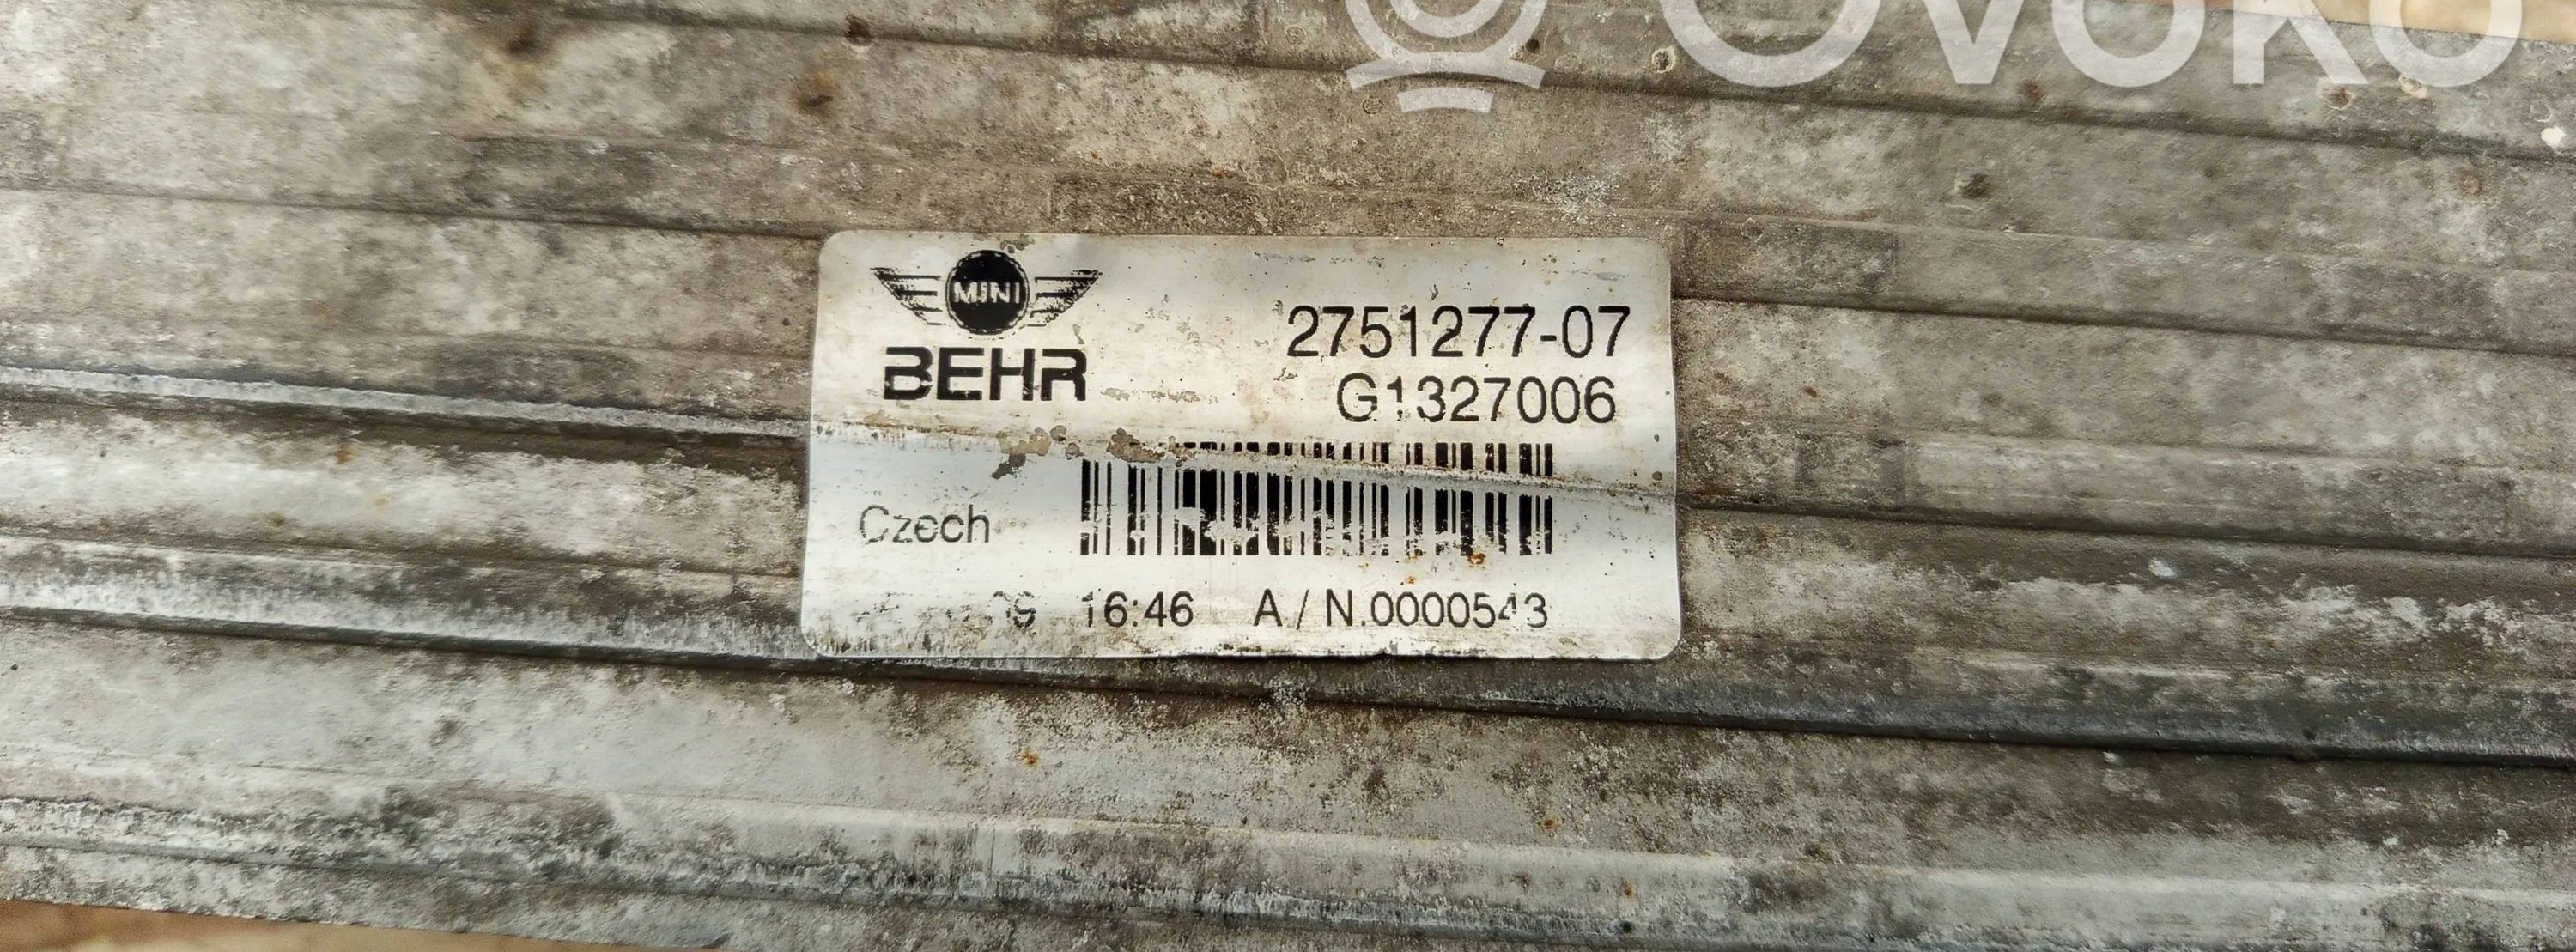 OVOKO
MINI
BEHR
2751277-07
G1327006
Czech
16:46 A / N.0000543